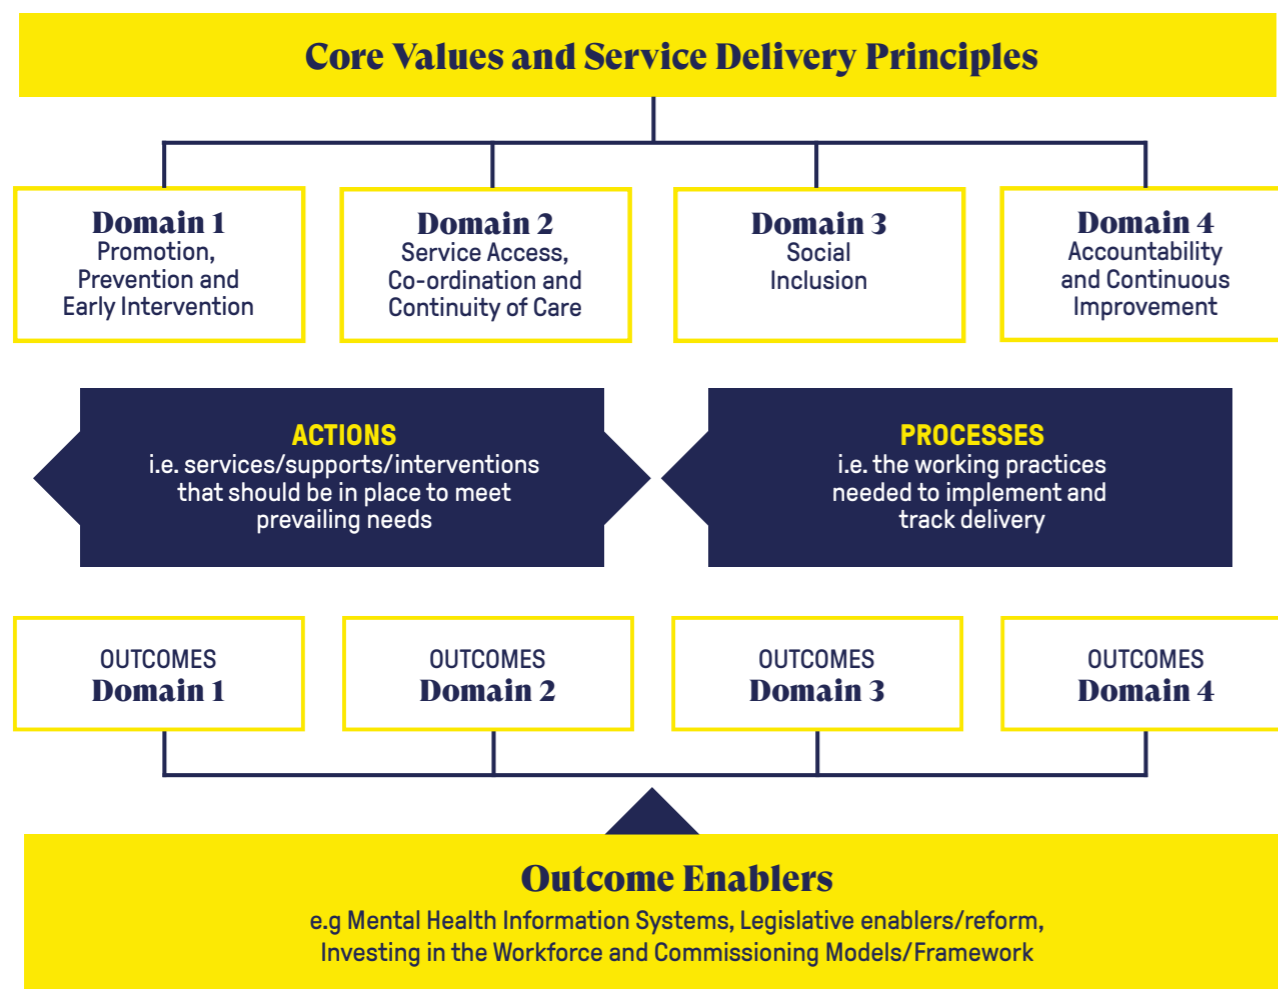 Core Values and Service Delivery Principles
Domain 1
Promotion,
Prevention and
Early Intervention
Domain 2
Service Access,
Co-ordination and
Continuity of Care
Domain 3
Social
Inclusion
Domain 4
Accountability
and Continuous
Improvement
ACTIONS
i.e. services/supports/interventions
that should be in place to meet
prevailing needs
PROCESSES
i.e. the working practices
needed to implement and
track delivery
OUTCOMES
Domain 1
OUTCOMES
Domain 2
OUTCOMES
Domain 3
OUTCOMES
Domain 4
Outcome Enablers
e.g Mental Health Information Systems, Legislative enablers/reform,
Investing in the Workforce and Commissioning Models/Framework